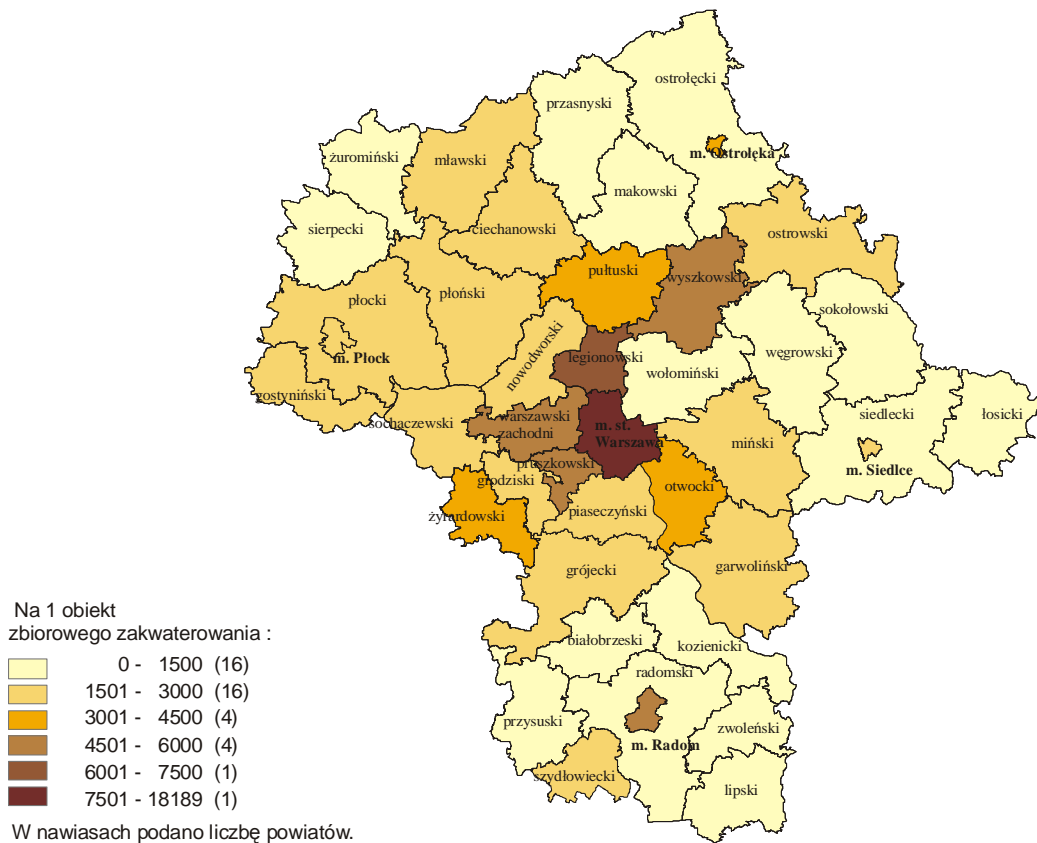 ostrołęcki
przasnyski
m. Ostrołęka
żuromiński
mławski
makowski
sierpecki
ciechanowski
ostrowski
pułtuski
wyszkowski
płocki
płoński
sokołowski
nowodworski
legionowski
węgrowski
m. Płock
wołomiński
gostyniński
siedlecki
łosicki
sochaczewski
warszawski
zachodni
m. st.
Warszawa
miński
pruszkowski
m. Siedlce
grodziski
otwocki
żyrardowski
piaseczyński
garwoliński
grójecki
białobrzeski
kozienicki
radomski
przysuski
zwoleński
m. Radom
szydłowiecki
lipski
Na 1 obiekt
zbiorowego zakwaterowania :
0 - 1500 (16)
1501 - 3000 (16)
3001 - 4500 (4)
4501 - 6000 (4)
6001 - 7500 (1)
7501 - 18189 (1)
W nawiasach podano liczbę powiatów.